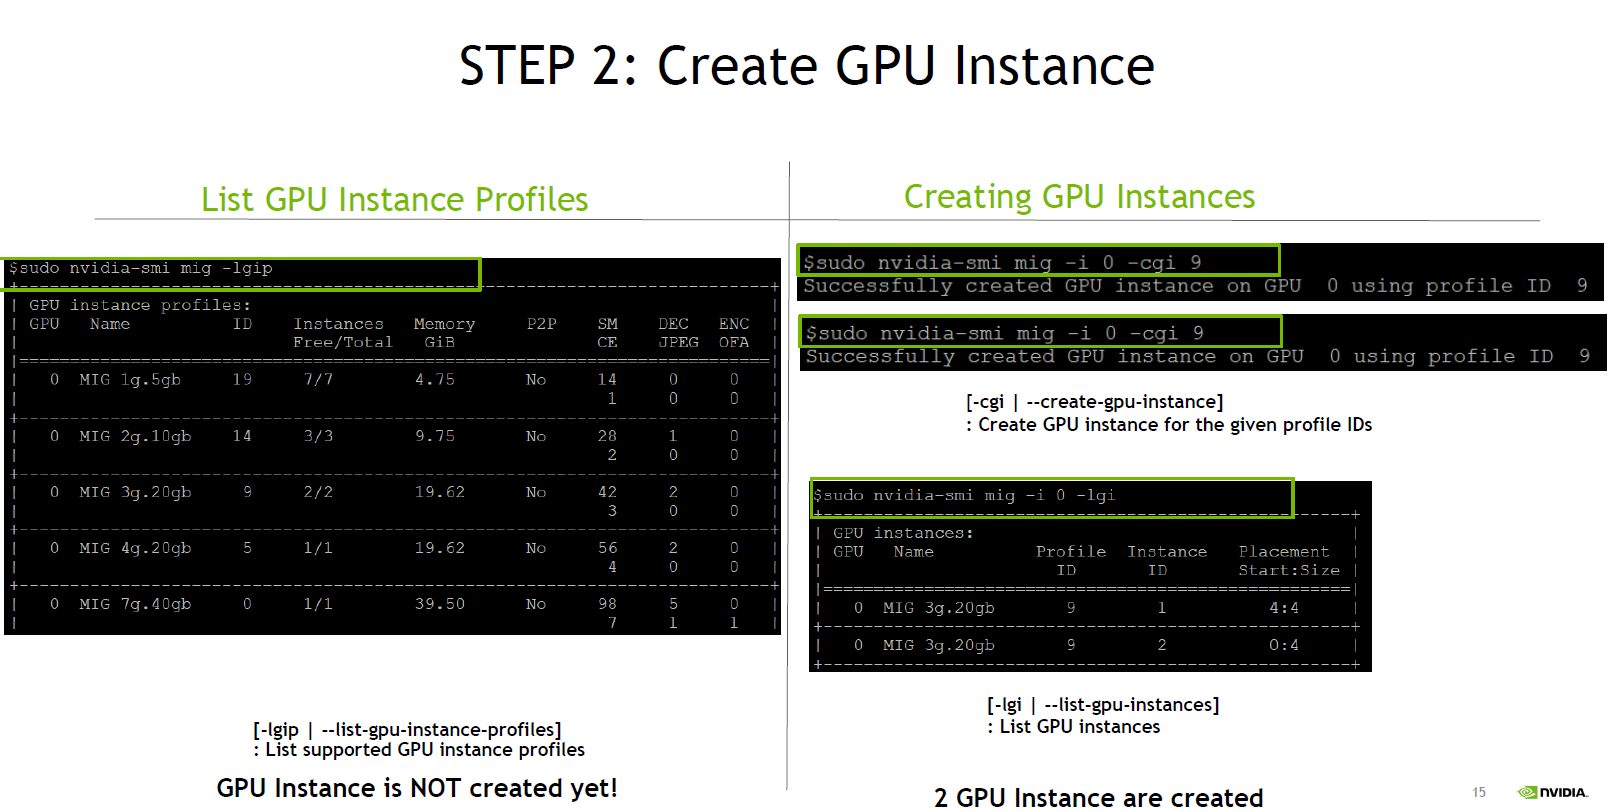 STEP 2: Create GPU Instance
List GPU Instance Profiles
$sudo nvidia-smi mig -lgip
+-----------------------------------------------------------------------------+
| GPU instance profiles:                                                      |
| GPU   Name          ID    Instances   Memory     P2P    SM    DEC   ENC     |
|                           Free/Total   GiB              CE    JPEG  OFA     |
|=============================================================================|
|   0  MIG 1g.5gb     19     7/7        4.75       No     14     0     0      |
|                                                          1     0     0      |
+-----------------------------------------------------------------------------+
|   0  MIG 2g.10gb    14     3/3        9.75       No     28     1     0      |
|                                                          2     0     0      |
+-----------------------------------------------------------------------------+
|   0  MIG 3g.20gb     9     2/2        19.62      No     42     2     0      |
|                                                          3     0     0      |
+-----------------------------------------------------------------------------+
|   0  MIG 4g.20gb     5     1/1        19.62      No     56     2     0      |
|                                                          4     0     0      |
+-----------------------------------------------------------------------------+
|   0  MIG 7g.40gb     0     1/1        39.50      No     98     5     0      |
|                                                          7     1     1      |
[-lgip | --list-gpu-instance-profiles]
: List supported GPU instance profiles
GPU Instance is NOT created yet!
Creating GPU Instances
$sudo nvidia-smi mig -i 0 -cgi 9
Successfully created GPU instance on GPU  0 using profile ID  9
$sudo nvidia-smi mig -i 0 -cgi 9
Successfully created GPU instance on GPU  0 using profile ID  9
[-cgi | --create-gpu-instance]
: Create GPU instance for the given profile IDs
$sudo nvidia-smi mig -i 0 -lgi
+----------------------------------------------------+
| GPU instances:                                     |
| GPU   Name          Profile  Instance   Placement  |
|                       ID       ID       Start:Size |
|====================================================|
|   0  MIG 3g.20gb       9        1          4:4     |
+----------------------------------------------------+
|   0  MIG 3g.20gb       9        2          0:4     |
+----------------------------------------------------+
[-lgi | --list-gpu-instances]
: List GPU instances
2 GPU Instance are created
15
NVIDIA.